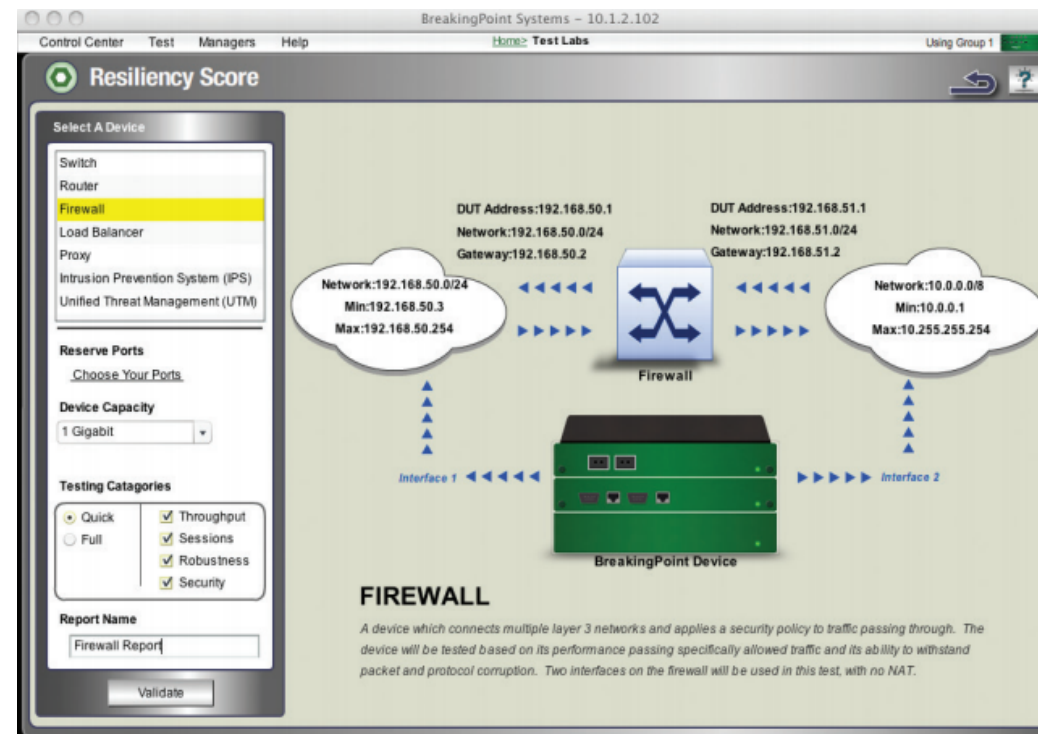 BreakingPoint Systems – 10.1.2.102
Control Center Test Managers Help Home> Test Labs Using Group 1
Resiliency Score
?
Select A Device
Switch
Router
Firewall
Load Balancer
Proxy
Intrusion Prevention System (IPS)
Unified Threat Management (UTM)
Reserve Ports
Choose Your Ports
Device Capacity
1 Gigabit
Testing Catagories
Quick
Full
Throughput
Sessions
Robustness
Security
Report Name
Firewall Report
Validate
DUT Address:192.168.50.1
Network:192.168.50.0/24
Gateway:192.168.50.2
DUT Address:192.168.51.1
Network:192.168.51.0/24
Gateway:192.168.51.2
Network:192.168.50.0/24
Min:192.168.50.3
Max:192.168.50.254
Network:10.0.0.0/8
Min:10.0.0.1
Max:10.255.255.254
Firewall
Interface 1
Interface 2
BreakingPoint Device
FIREWALL
A device which connects multiple layer 3 networks and applies a security policy to traffic passing through. The
device will be tested based on its performance passing specifically allowed traffic and its ability to withstand
packet and protocol corruption. Two interfaces on the firewall will be used in this test, with no NAT.